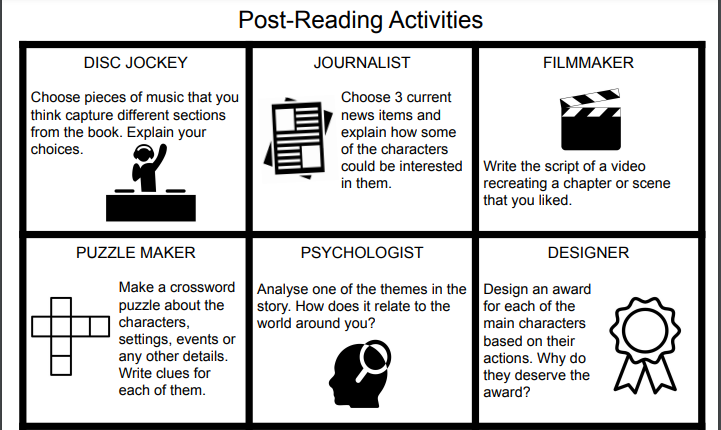 Post-Reading Activities
DISC JOCKEY
Choose pieces of music that you
think capture different sections
from the book. Explain your
choices.
JOURNALIST
Choose 3 current
news items and
explain how some
of the characters
could be interested
in them.
FILMMAKER
Write the script of a video
recreating a chapter or scene
that you liked.
PUZZLE MAKER
Make a crossword
puzzle about the
characters,
settings, events or
any other details.
Write clues for
each of them.
PSYCHOLOGIST
Analyse one of the themes in the
story. How does it relate to the
world around you?
DESIGNER
Design an award
for each of the
main characters
based on their
actions. Why do
they deserve the
award?